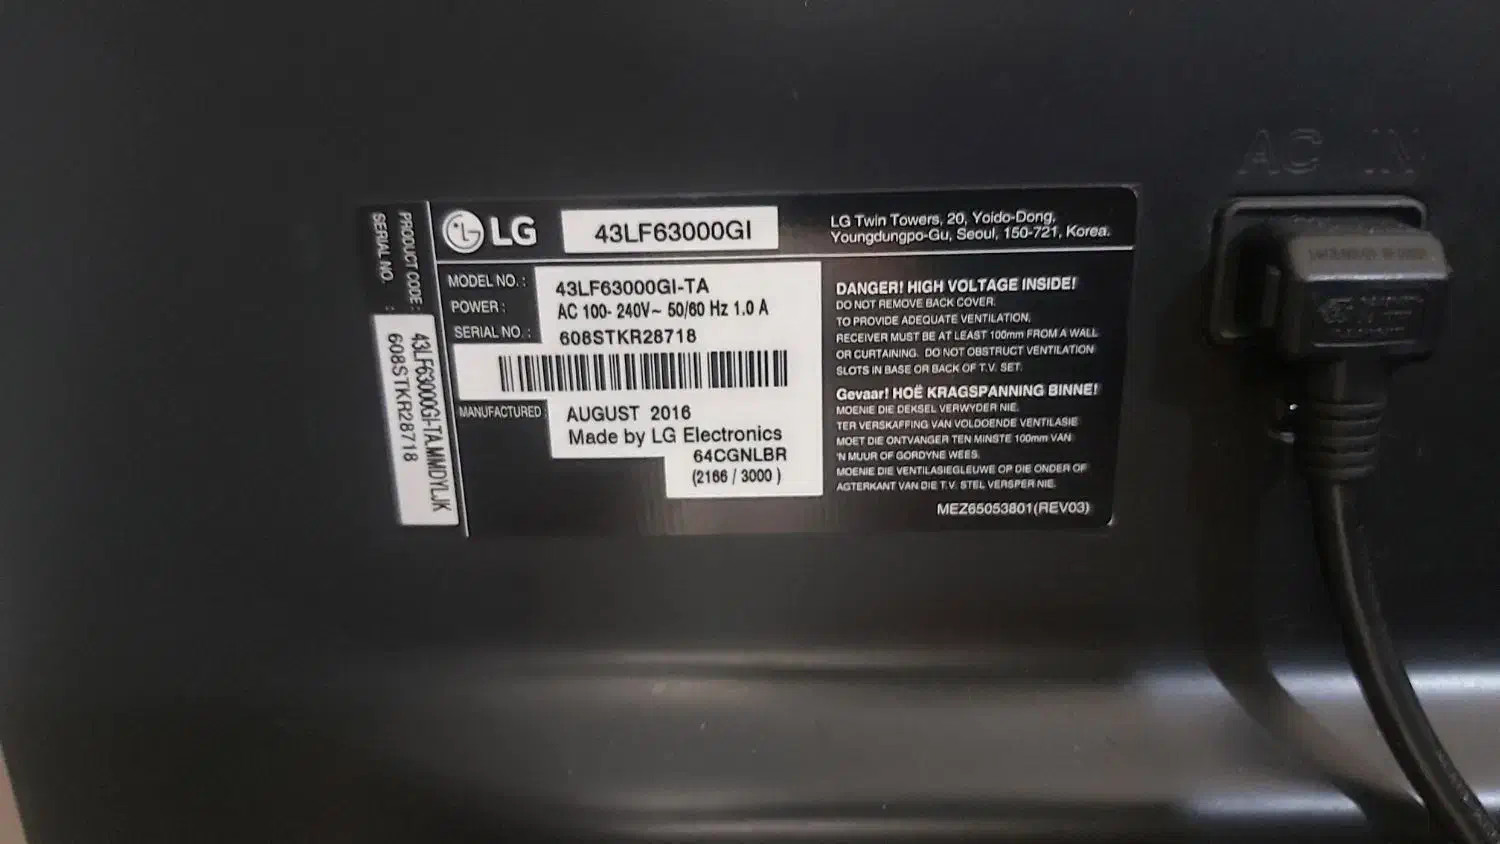 AC IN
LG
43LF63000GI
LG Twin Towers, 20, Yoido-Dong,
Youngdungpo-Gu, Seoul, 150-721, Korea.
PRODUCT CODE : 43LF63000GI-TA.MMDYLJK
SERIAL NO. : 608STKR28718
MODEL NO. : 43LF63000GI-TA
POWER : AC 100- 240V~ 50/60 Hz 1.0 A
SERIAL NO. : 608STKR28718
MANUFACTURED : AUGUST 2016
Made by LG Electronics
64CGNLBR
(2166 / 3000 )
DANGER! HIGH VOLTAGE INSIDE!
DO NOT REMOVE BACK COVER.
TO PROVIDE ADEQUATE VENTILATION,
RECEIVER MUST BE AT LEAST 100mm FROM A WALL
OR CURTAINING. DO NOT OBSTRUCT VENTILATION
SLOTS IN BASE OR BACK OF T.V. SET.
Gevaar! HOË KRAGSPANNING BINNE!
MOENIE DIE DEKSEL VERWYDER NIE.
TER VERSKAFFING VAN VOLDOENDE VENTILASIE
MOET DIE ONTVANGER TEN MINSTE 100mm VAN
'N MUUR OF GORDYNE WEES.
MOENIE DIE VENTILASIEGLEUWE OP DIE ONDER OF
AGTERKANT VAN DIE T.V. STEL VERSPER NIE.
MEZ65053801(REV03)